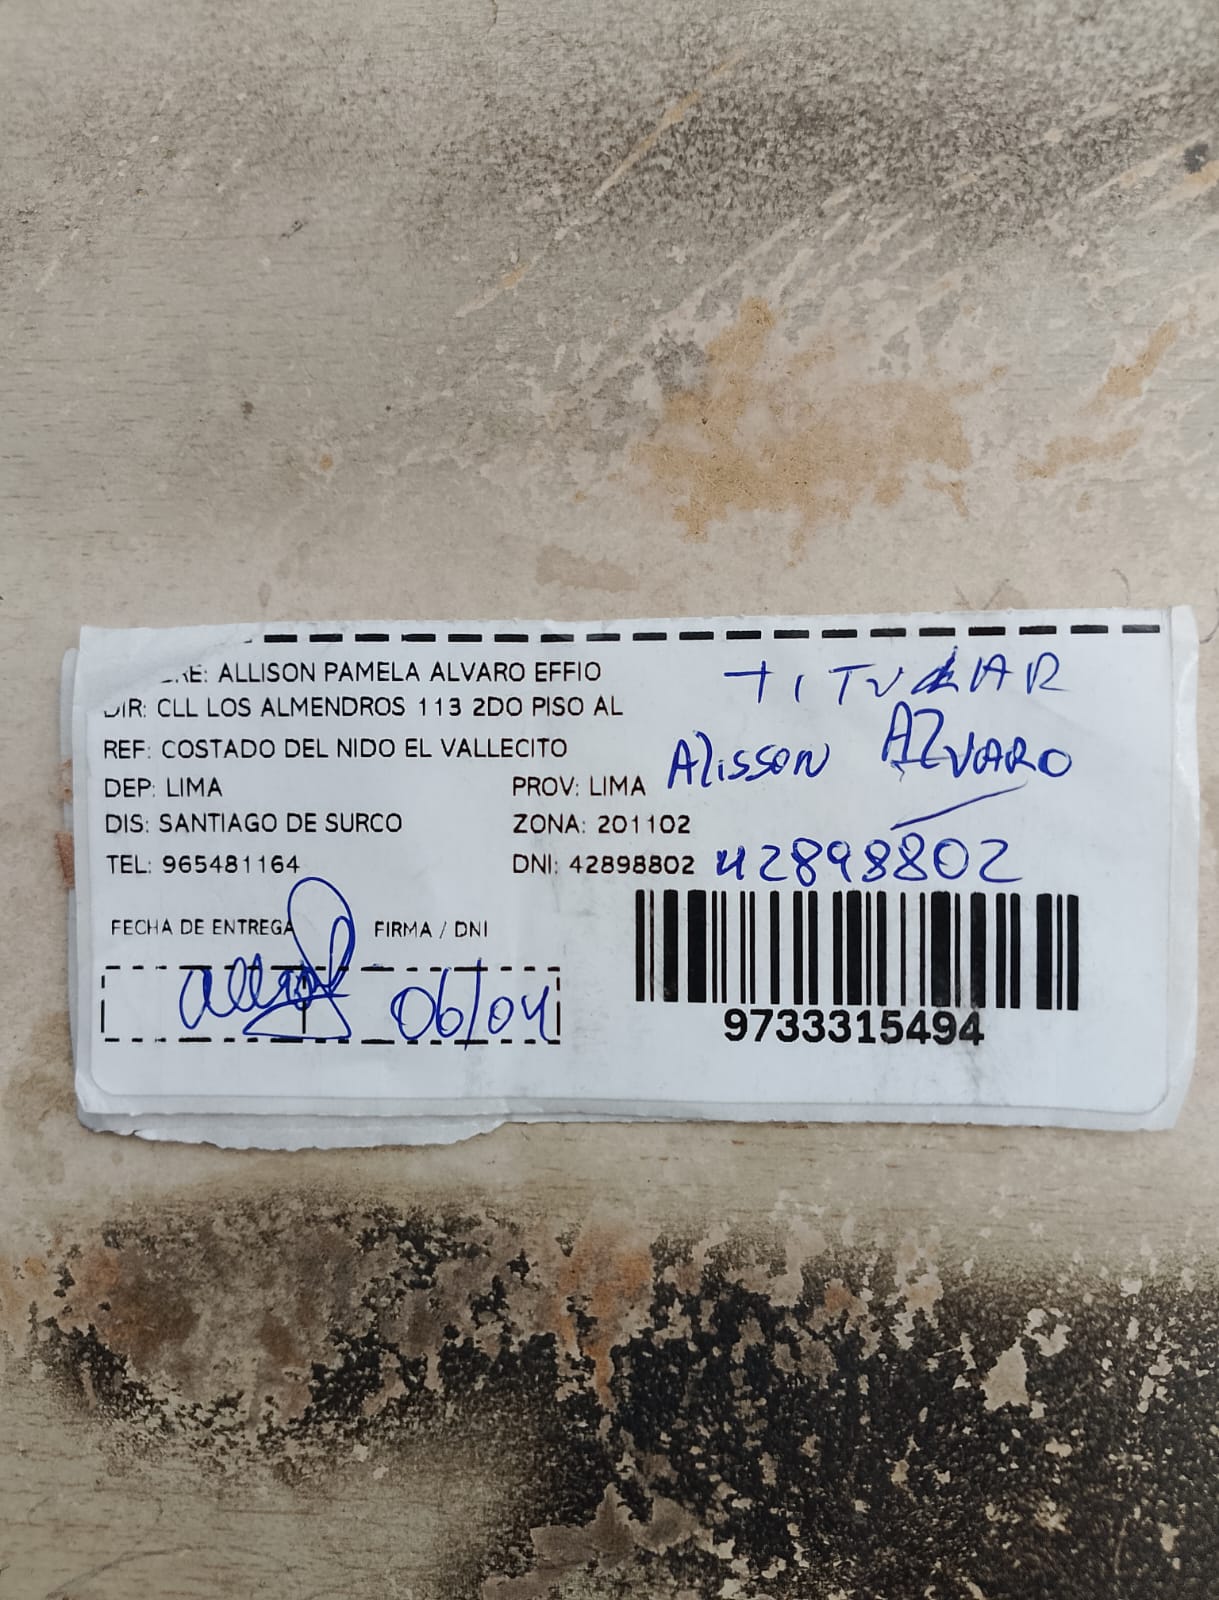 RE: ALLISON PAMELA ALVARO EFFIO
DIR: CLL LOS ALMENDROS 113 2DO PISO AL
REF: COSTADO DEL NIDO EL VALLECITO
DEP: LIMA PROV: LIMA
DIS: SANTIAGO DE SURCO ZONA: 201102
TEL: 965481164 DNI: 42898802
TITULAR
Alisson Alvaro
42898802
FECHA DE ENTREGA FIRMA / DNI
06/04
9733315494